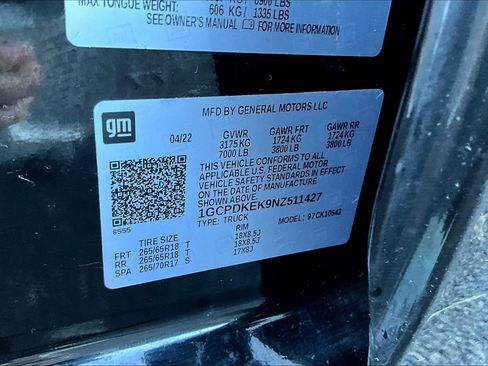 MAX TONGUE WEIGHT:
606 KG / 1335 LBS
SEE OWNER'S MANUAL FOR
gm
MFD BY GENERAL MOTORS LLC
04/22 GVWR GAWR FRT GAWR RR
3175 KG 1724 KG 1724 KG
7000 LB 3800 LB 3800 LB
THIS VEHICLE CONFORMS TO ALL
APPLICABLE U.S. FEDERAL MOTOR
VEHICLE SAFETY STANDARDS IN EFFECT
ON THE DATE OF MANUFACTURE
SHOWN ABOVE.
1GCPDKEK9NZ511427
8555
TYPE: TRUCK MODEL: 97CK10543
TIRE SIZE RIM
FRT 265/65R18 T 18X8.5J
RR 265/65R18 T 18X8.5J
SPA 265/70R17 S 17X8J